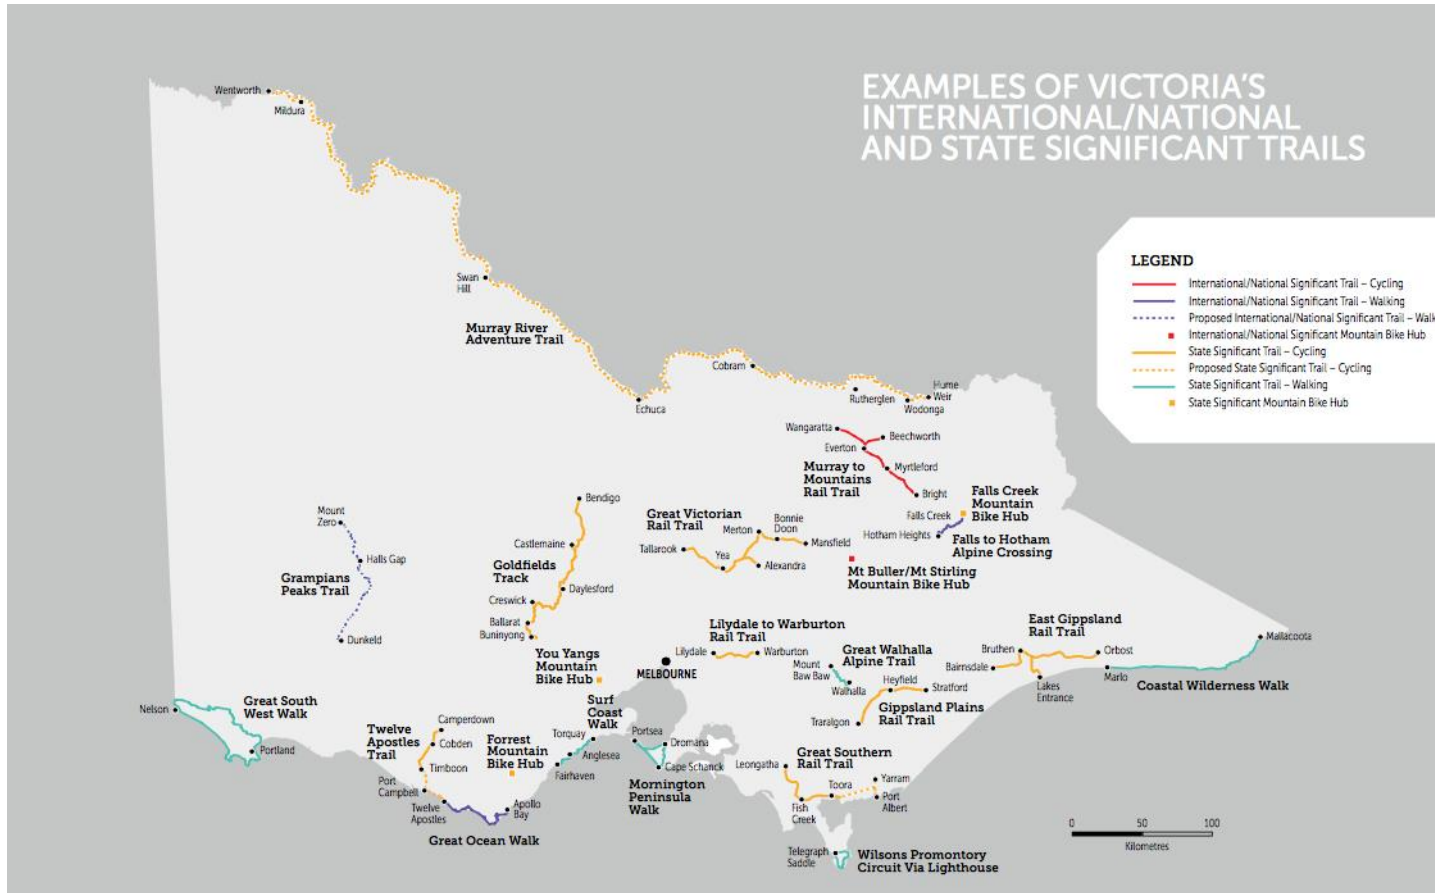 EXAMPLES OF VICTORIA'S
INTERNATIONAL/NATIONAL
AND STATE SIGNIFICANT TRAILS
LEGEND
International/National Significant Trail – Cycling
International/National Significant Trail – Walking
Proposed International/National Significant Trail – Walk
International/National Significant Mountain Bike Hub
State Significant Trail – Cycling
Proposed State Significant Trail – Cycling
State Significant Trail – Walking
State Significant Mountain Bike Hub
Wentworth
Mildura
Swan
Hill
Murray River
Adventure Trail
Echuca
Cobram
Rutherglen
Wodonga
Hume
Weir
Wangaratta
Beechworth
Everton
Myrtleford
Bright
Murray to
Mountains
Rail Trail
Falls Creek
Mountain
Bike Hub
Falls Creek
Hotham Heights
Falls to Hotham
Alpine Crossing
Mt Buller/Mt Stirling
Mountain Bike Hub
Great Victorian
Rail Trail
Tallarook
Yea
Merton
Bonnie
Doon
Mansfield
Alexandra
Bendigo
Castlemaine
Goldfields
Track
Daylesford
Creswick
Ballarat
Buninyong
Mount
Zero
Halls Gap
Grampians
Peaks Trail
Dunkeld
You Yangs
Mountain
Bike Hub
MELBOURNE
Lilydale to Warburton
Rail Trail
Lilydale
Warburton
Great Walhalla
Alpine Trail
Mount
Baw Baw
Walhalla
Heyfield
Stratford
Gippsland Plains
Rail Trail
Traralgon
East Gippsland
Rail Trail
Bruthen
Bairnsdale
Orbost
Lakes
Entrance
Marlo
Mallacoota
Coastal Wilderness Walk
Nelson
Great South
West Walk
Portland
Twelve
Apostles
Trail
Camperdown
Cobden
Timboon
Port
Campbell
Twelve
Apostles
Apollo
Bay
Great Ocean Walk
Forrest
Mountain
Bike Hub
Surf
Coast
Walk
Torquay
Anglesea
Fairhaven
Portsea
Dromana
Cape Schanck
Mornington
Peninsula
Walk
Great Southern
Rail Trail
Leongatha
Toora
Yarram
Fish
Creek
Port
Albert
Telegraph
Saddle
Wilsons Promontory
Circuit Via Lighthouse
0 50 100
Kilometres